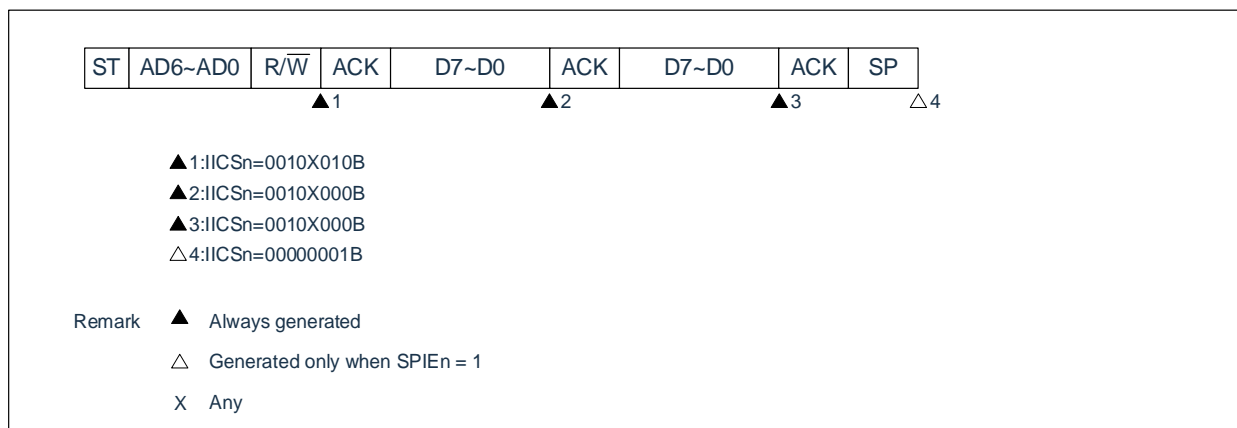 ST AD6~AD0 R/W̅ ACK D7~D0 ACK D7~D0 ACK SP
▲1 ▲2 ▲3 △4
▲1:IICSn=0010X010B
▲2:IICSn=0010X000B
▲3:IICSn=0010X000B
△4:IICSn=00000001B
Remark ▲ Always generated
△ Generated only when SPIEn = 1
X Any